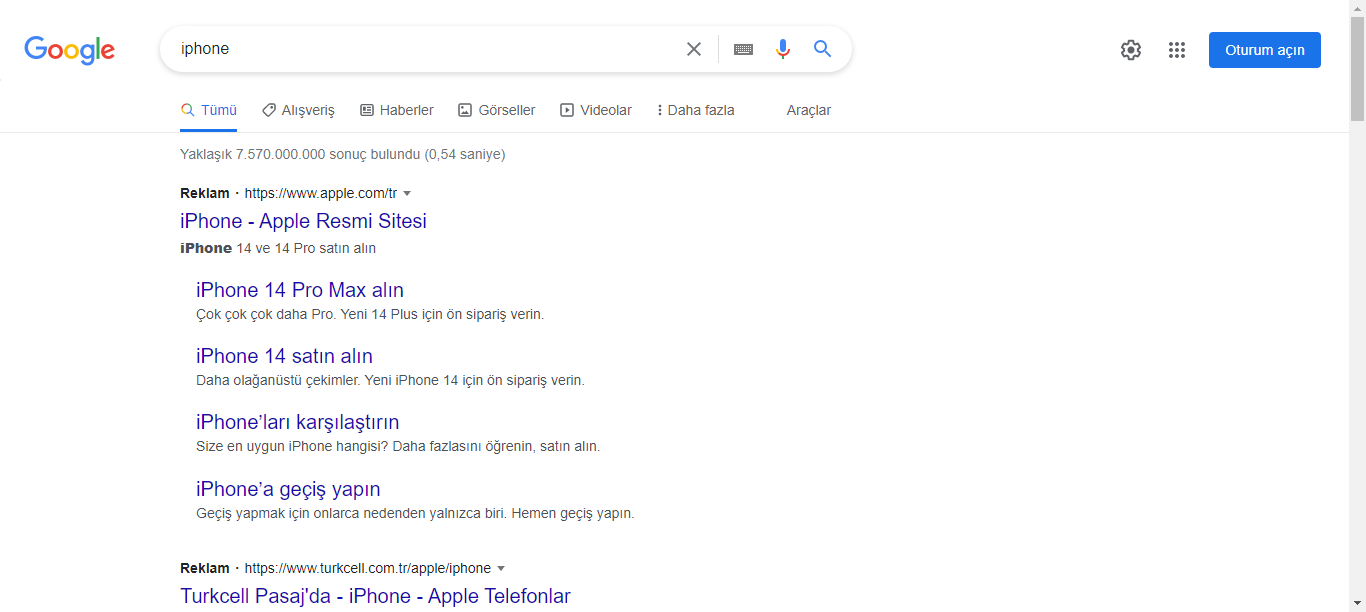 Google
iphone
Oturum açın
Tümü
Alışveriş
Haberler
Görseller
Videolar
Daha fazla
Araçlar
Yaklaşık 7.570.000.000 sonuç bulundu (0,54 saniye)
Reklam · https://www.apple.com/tr
iPhone - Apple Resmi Sitesi
iPhone 14 ve 14 Pro satın alın
iPhone 14 Pro Max alın
Çok çok çok daha Pro. Yeni 14 Plus için ön sipariş verin.
iPhone 14 satın alın
Daha olağanüstü çekimler. Yeni iPhone 14 için ön sipariş verin.
iPhone’ları karşılaştırın
Size en uygun iPhone hangisi? Daha fazlasını öğrenin, satın alın.
iPhone’a geçiş yapın
Geçiş yapmak için onlarca nedenden yalnızca biri. Hemen geçiş yapın.
Reklam · https://www.turkcell.com.tr/apple/iphone
Turkcell Pasaj'da - iPhone - Apple Telefonlar